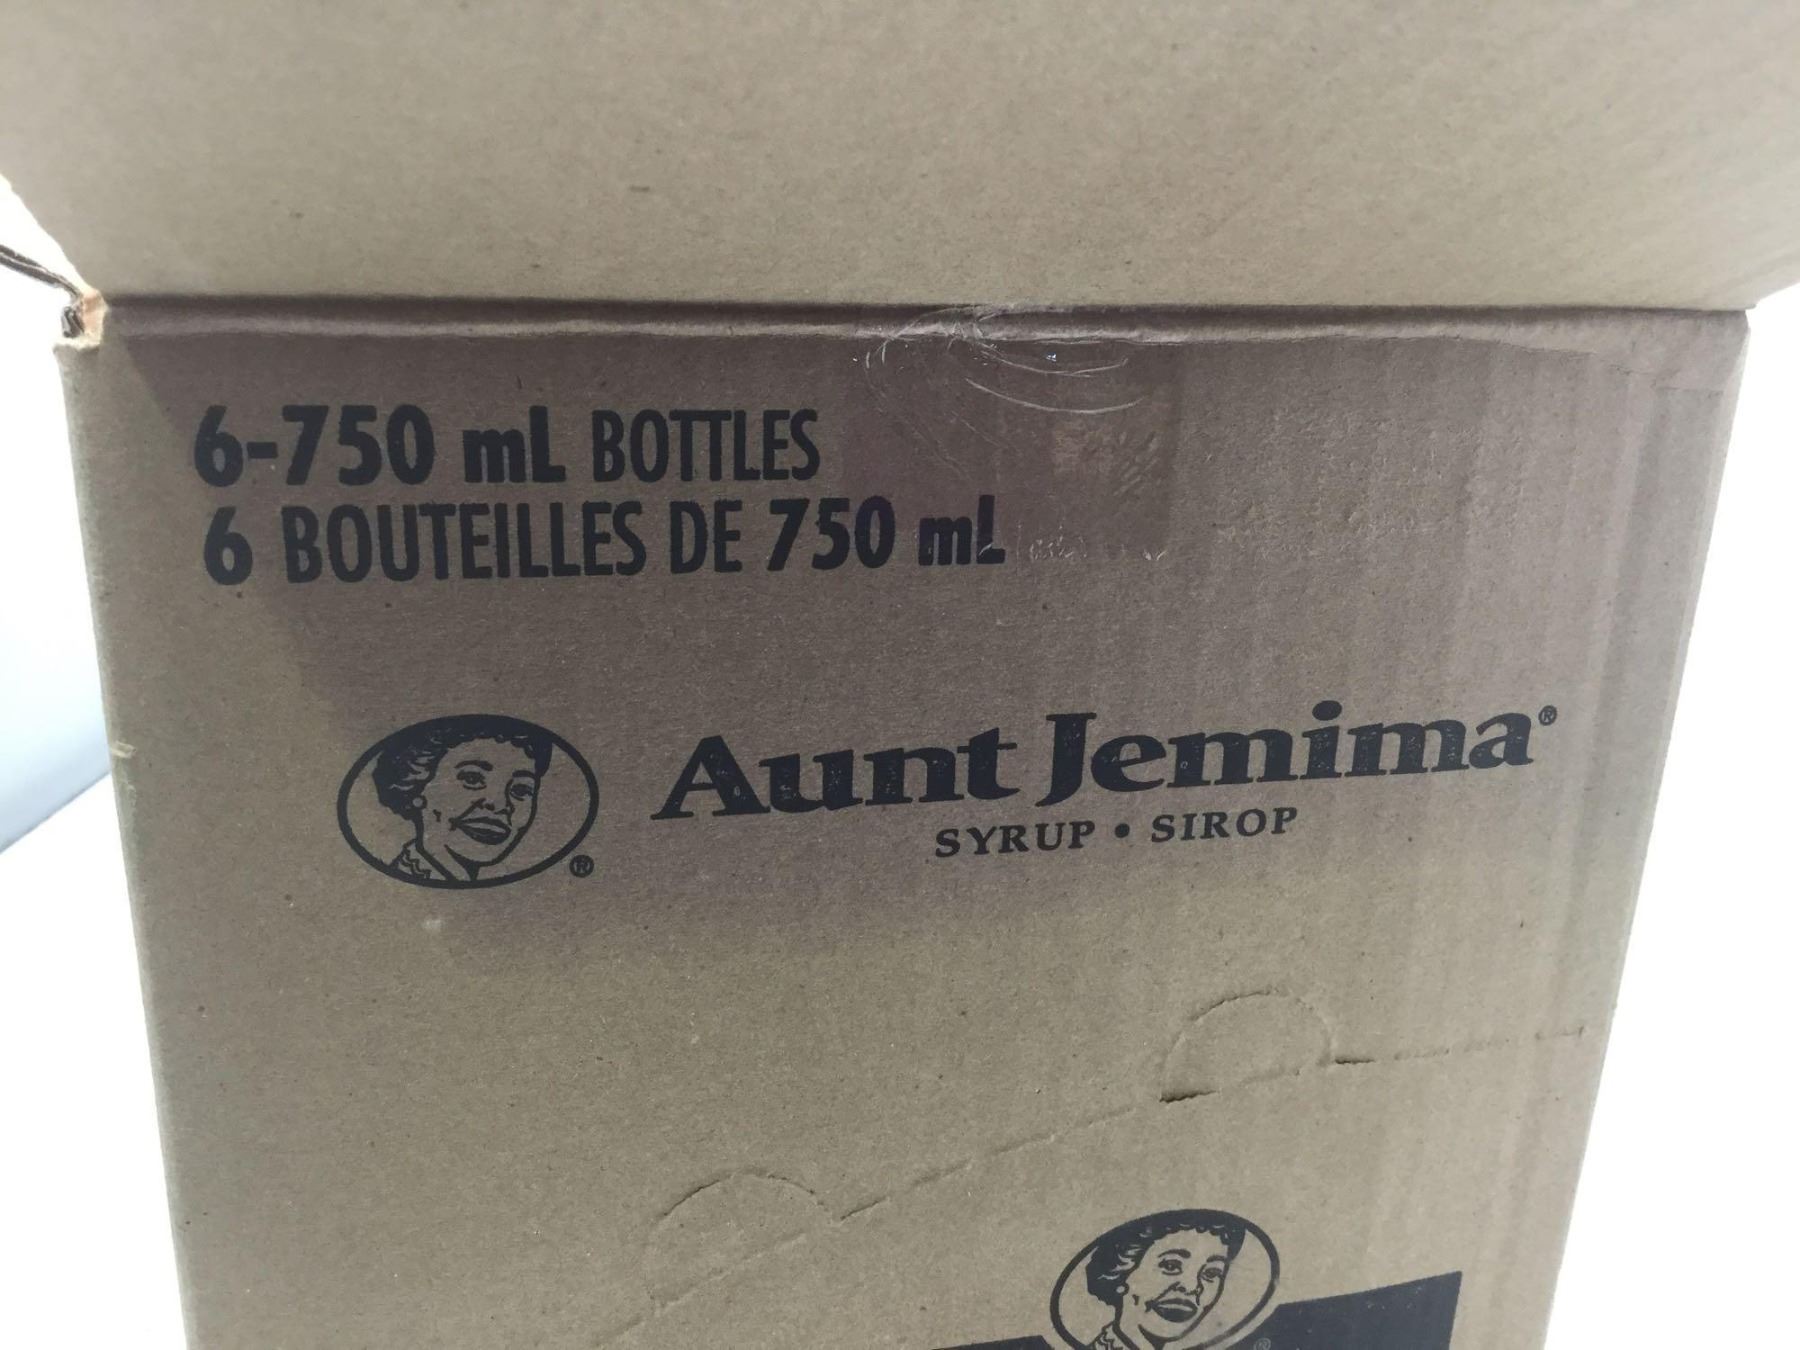 6-750 mL BOTTLES
6 BOUTEILLES DE 750 mL
Aunt Jemima®
SYRUP • SIROP
®
®